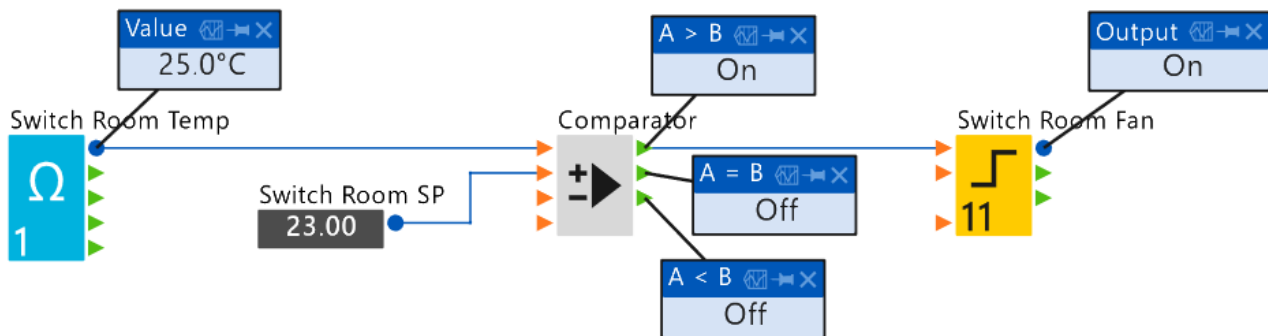 Value
25.0°C
A > B
On
Output
On
Switch Room Temp
Comparator
Switch Room Fan
Ω
1
A = B
Off
Switch Room SP
23.00
+
−
11
A < B
Off